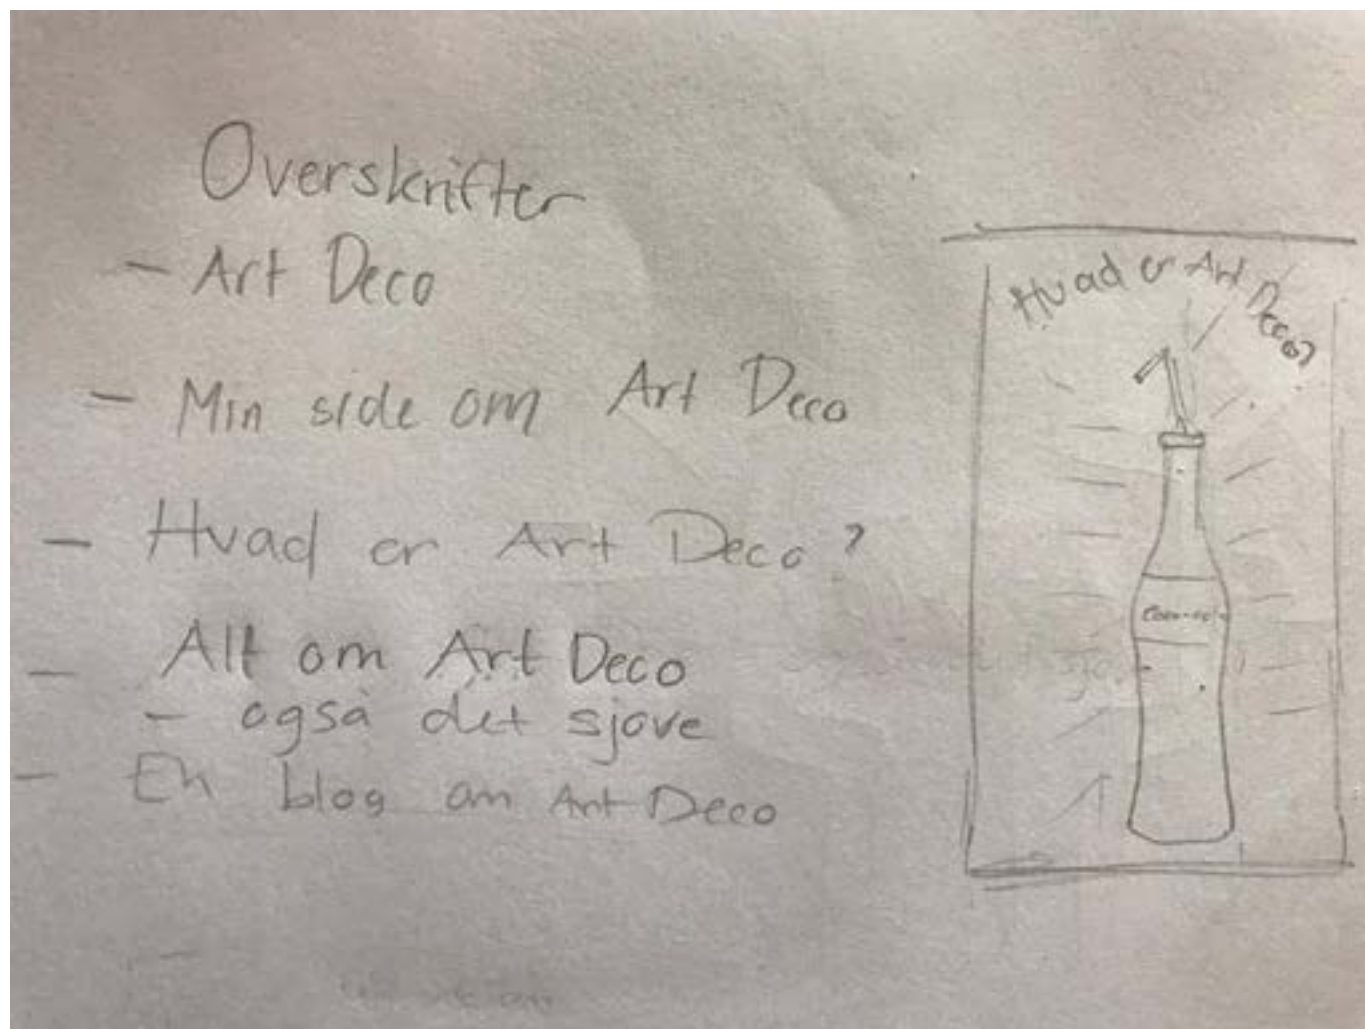 Overskrifter
- Art Deco
- Min side om Art Deco
- Hvad er Art Deco?
- Alt om Art Deco
- også det sjove
- En blog om Art Deco
Hvad er Art Deco?